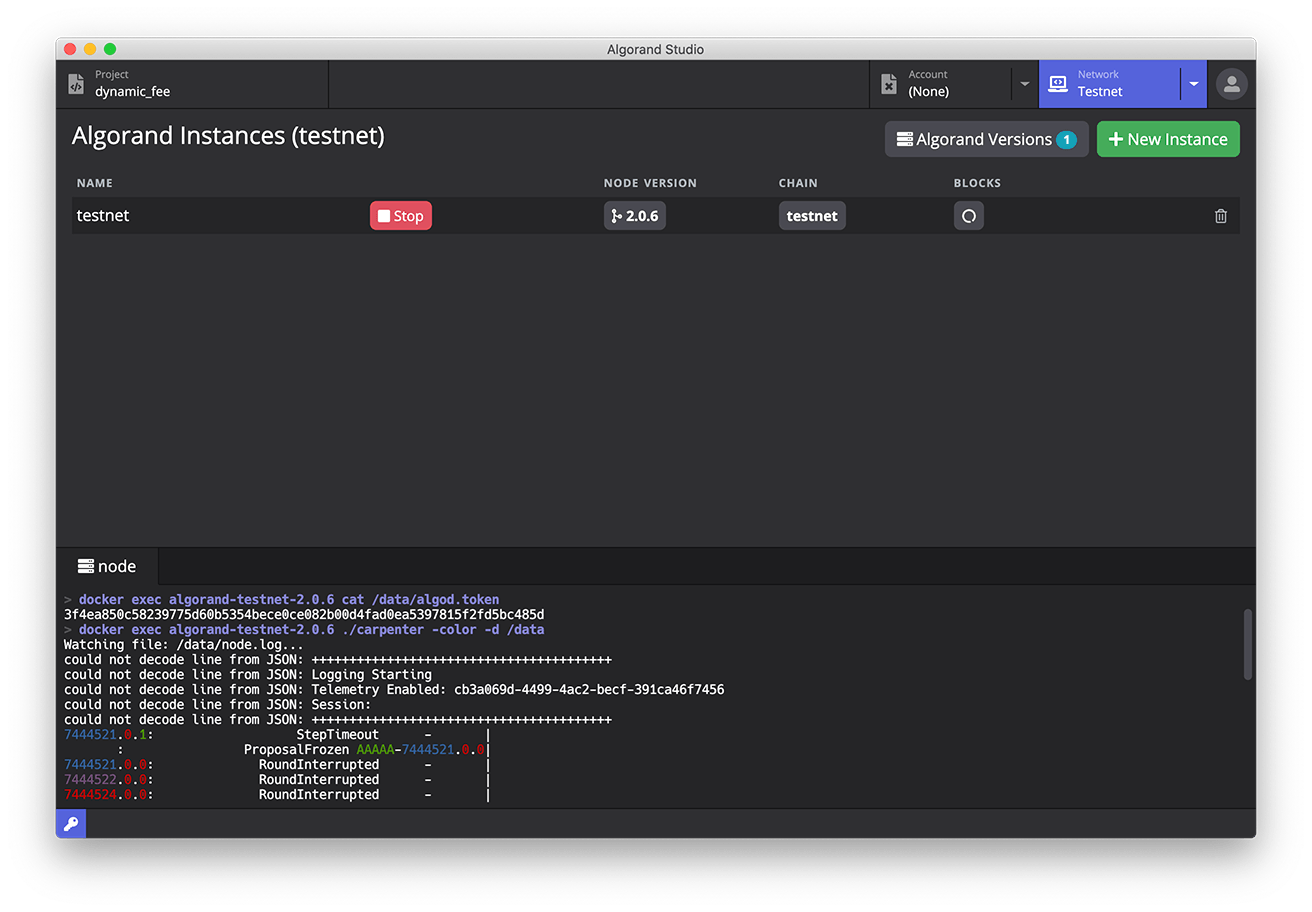 Algorand Studio
Project
dynamic_fee
Account
(None)
Network
Testnet
Algorand Instances (testnet)
Algorand Versions 1
New Instance
NAME NODE VERSION CHAIN BLOCKS
testnet Stop 2.0.6 testnet
node
> docker exec algorand-testnet-2.0.6 cat /data/algod.token
3f4ea850c58239775d60b5354bece0ce082b00d4fad0ea5397815f2fd5bc485d
> docker exec algorand-testnet-2.0.6 ./carpenter -color -d /data
Watching file: /data/node.log...
could not decode line from JSON: ++++++++++++++++++++++++++++++++++++++++
could not decode line from JSON: Logging Starting
could not decode line from JSON: Telemetry Enabled: cb3a069d-4499-4ac2-becf-391ca46f7456
could not decode line from JSON: Session:
could not decode line from JSON: ++++++++++++++++++++++++++++++++++++++++
7444521.0.1: StepTimeout - |
: ProposalFrozen AAAAA-7444521.0.0|
7444521.0.0: RoundInterrupted - |
7444522.0.0: RoundInterrupted - |
7444524.0.0: RoundInterrupted - |